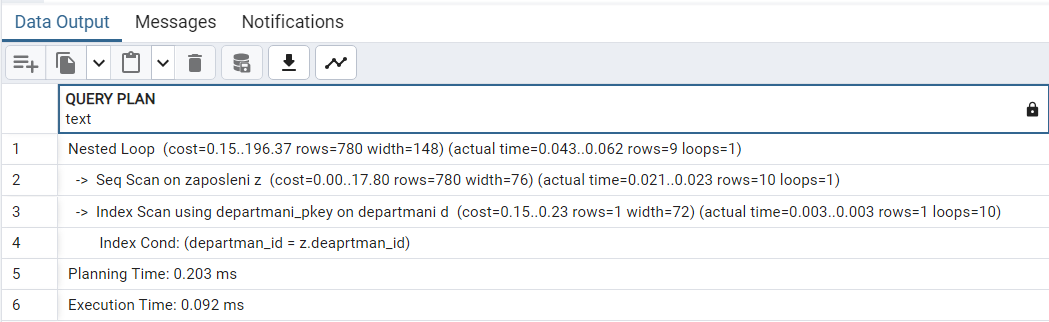 Data Output Messages Notifications
QUERY PLAN
text
1 Nested Loop (cost=0.15..196.37 rows=780 width=148) (actual time=0.043..0.062 rows=9 loops=1)
2 -> Seq Scan on zaposleni z (cost=0.00..17.80 rows=780 width=76) (actual time=0.021..0.023 rows=10 loops=1)
3 -> Index Scan using departmani_pkey on departmani d (cost=0.15..0.23 rows=1 width=72) (actual time=0.003..0.003 rows=1 loops=10)
4 Index Cond: (departman_id = z.deaprtman_id)
5 Planning Time: 0.203 ms
6 Execution Time: 0.092 ms